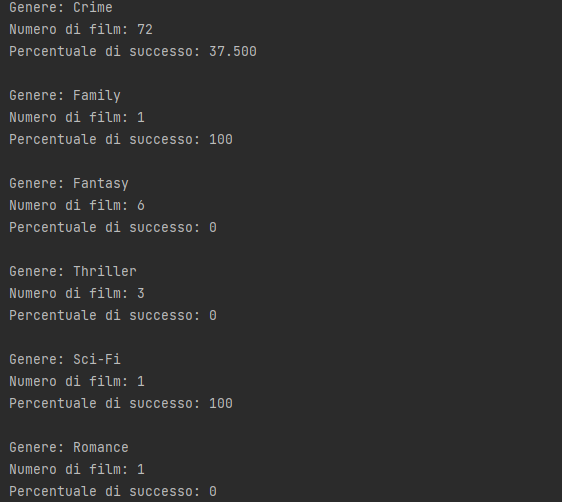 Genere: Crime
Numero di film: 72
Percentuale di successo: 37.500
Genere: Family
Numero di film: 1
Percentuale di successo: 100
Genere: Fantasy
Numero di film: 6
Percentuale di successo: 0
Genere: Thriller
Numero di film: 3
Percentuale di successo: 0
Genere: Sci-Fi
Numero di film: 1
Percentuale di successo: 100
Genere: Romance
Numero di film: 1
Percentuale di successo: 0